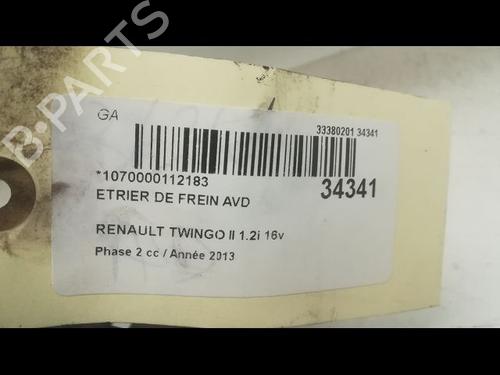 GA
33380201 34341
*1070000112183
34341
ETRIER DE FREIN AVD
RENAULT TWINGO II 1.2i 16v
Phase 2 cc / Année 2013
B-PARTS